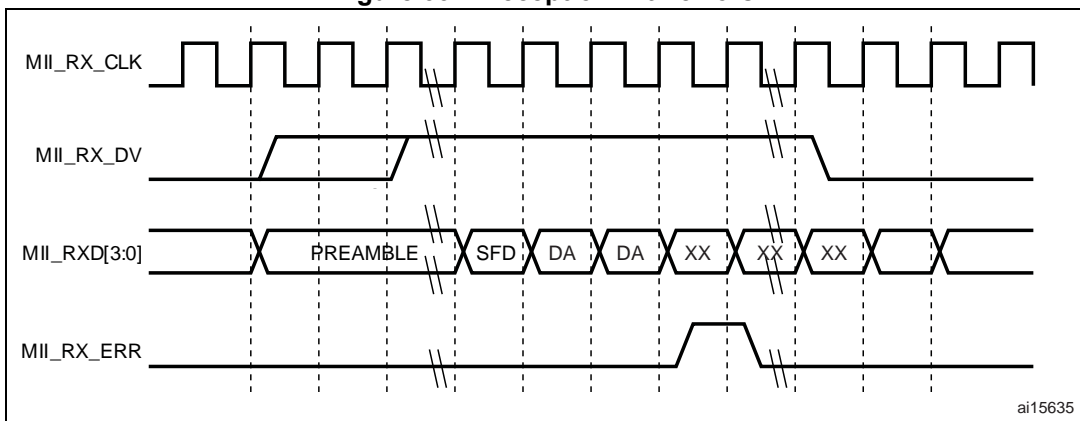 MII_RX_CLK
MII_RX_DV
MII_RXD[3:0] PREAMBLE SFD DA DA XX XX XX
MII_RX_ERR
ai15635